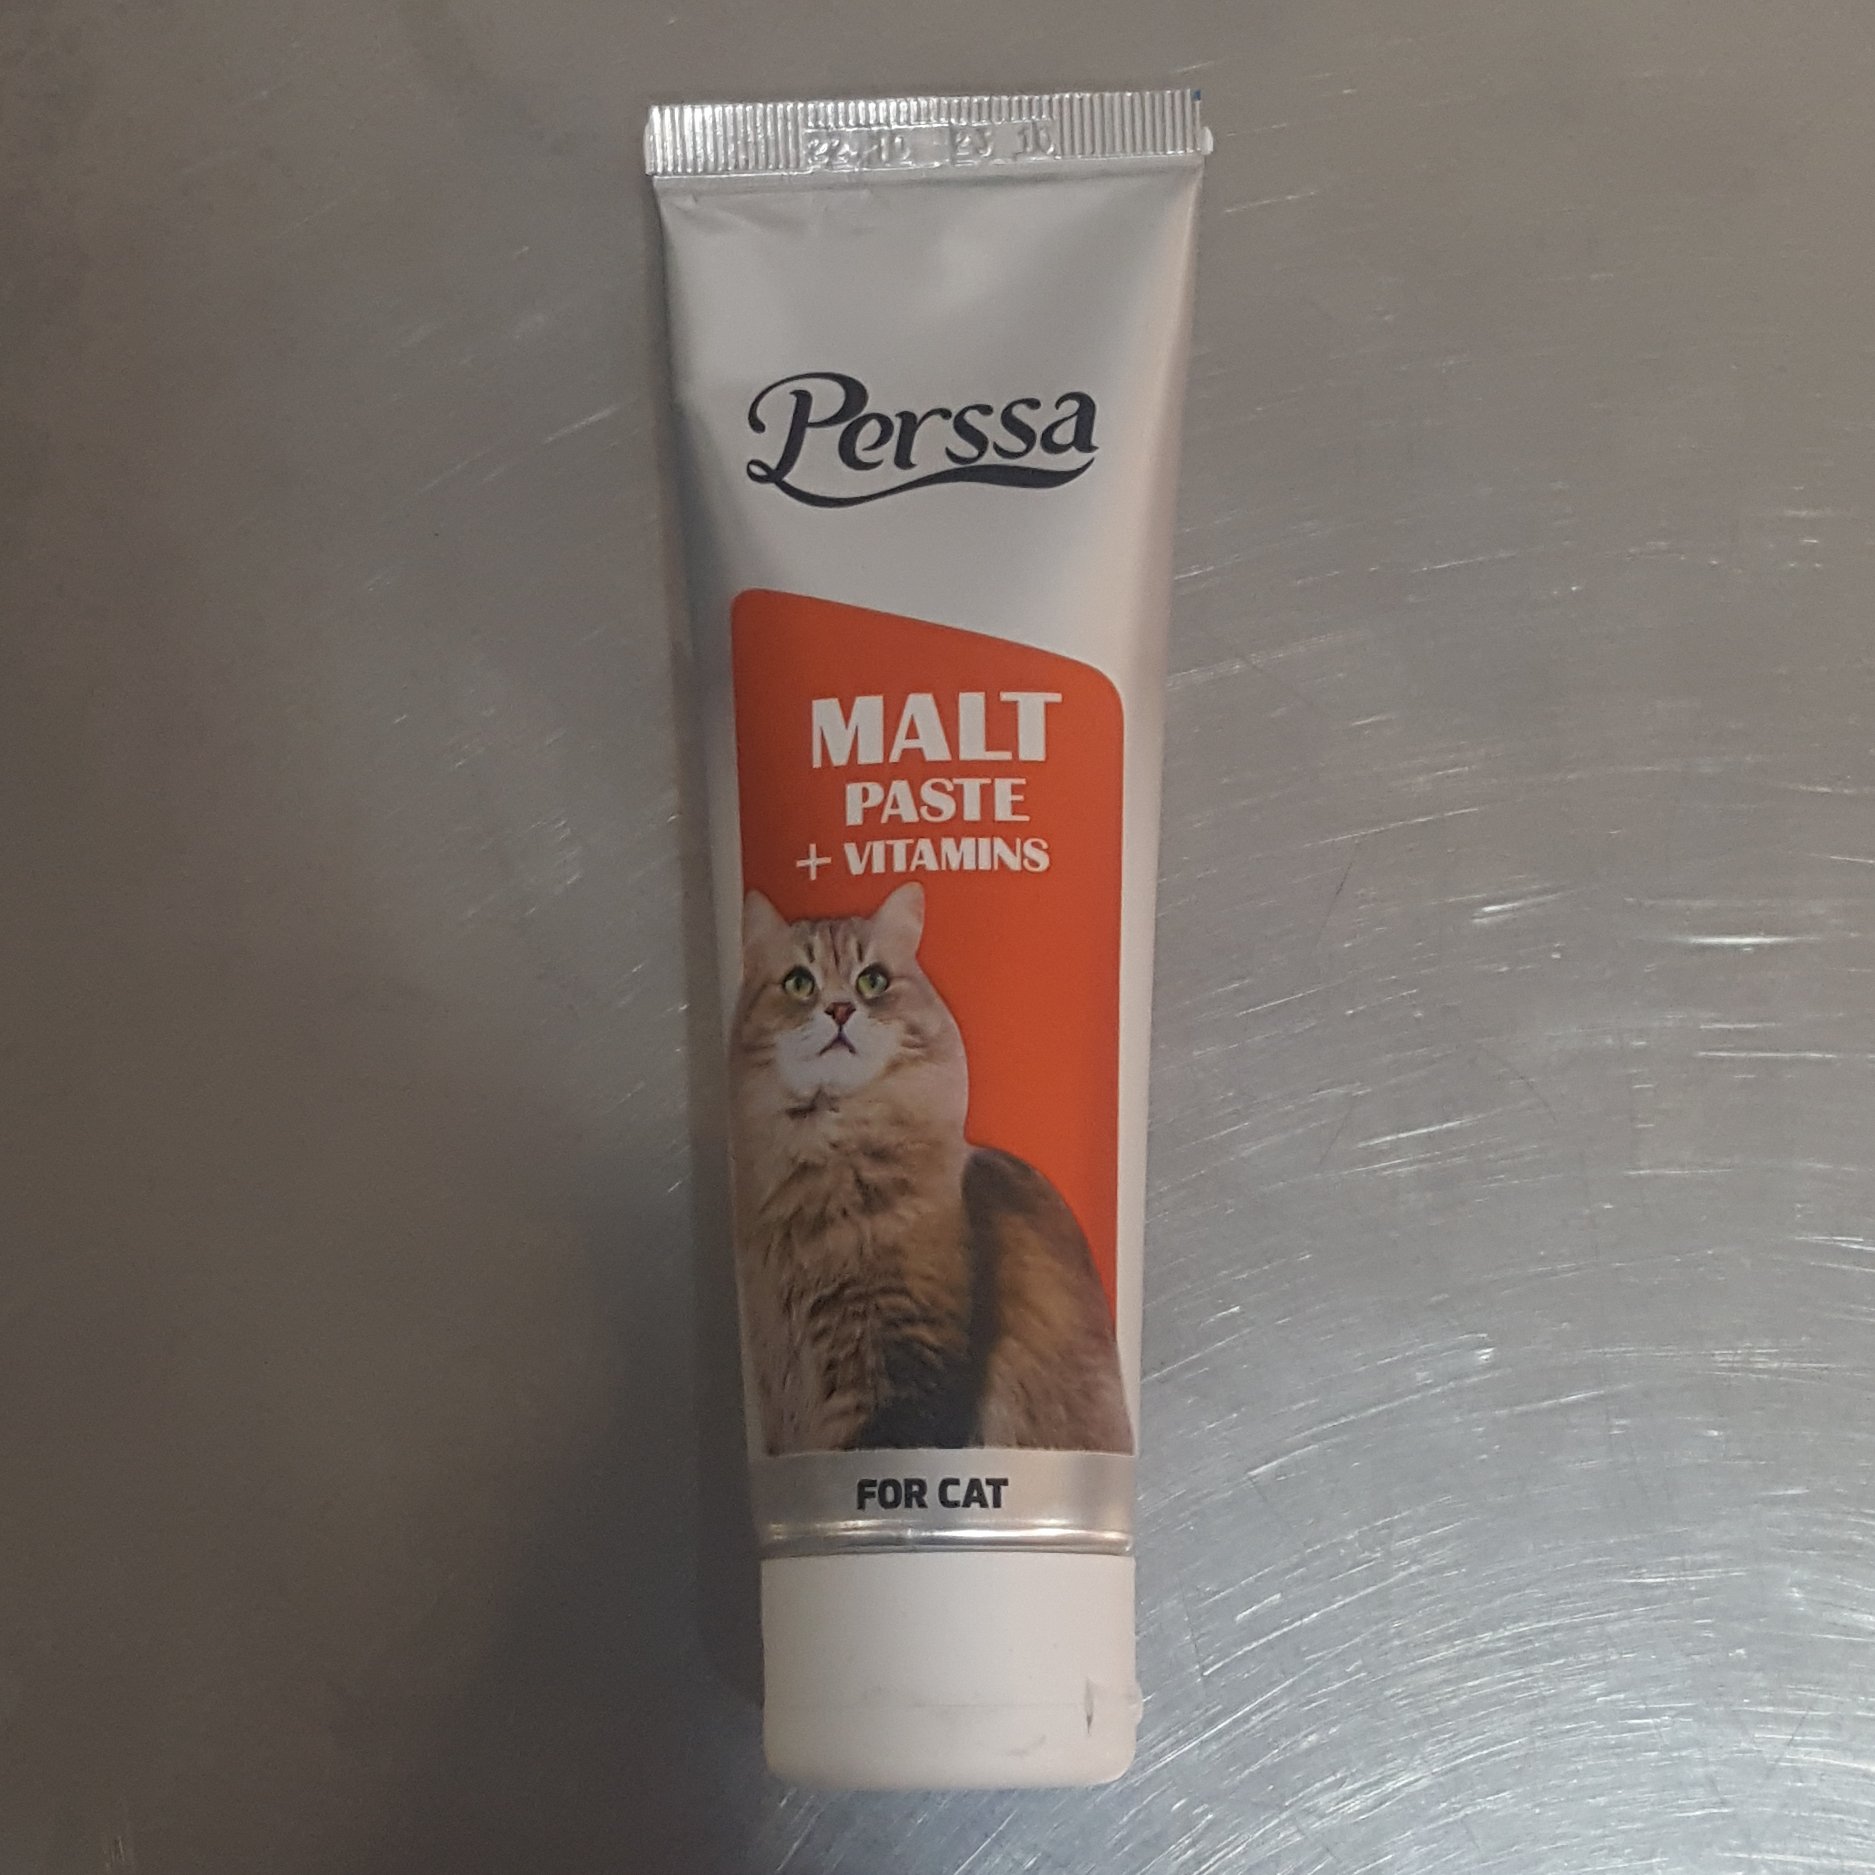 Perssa
MALT
PASTE
+ VITAMINS
FOR CAT